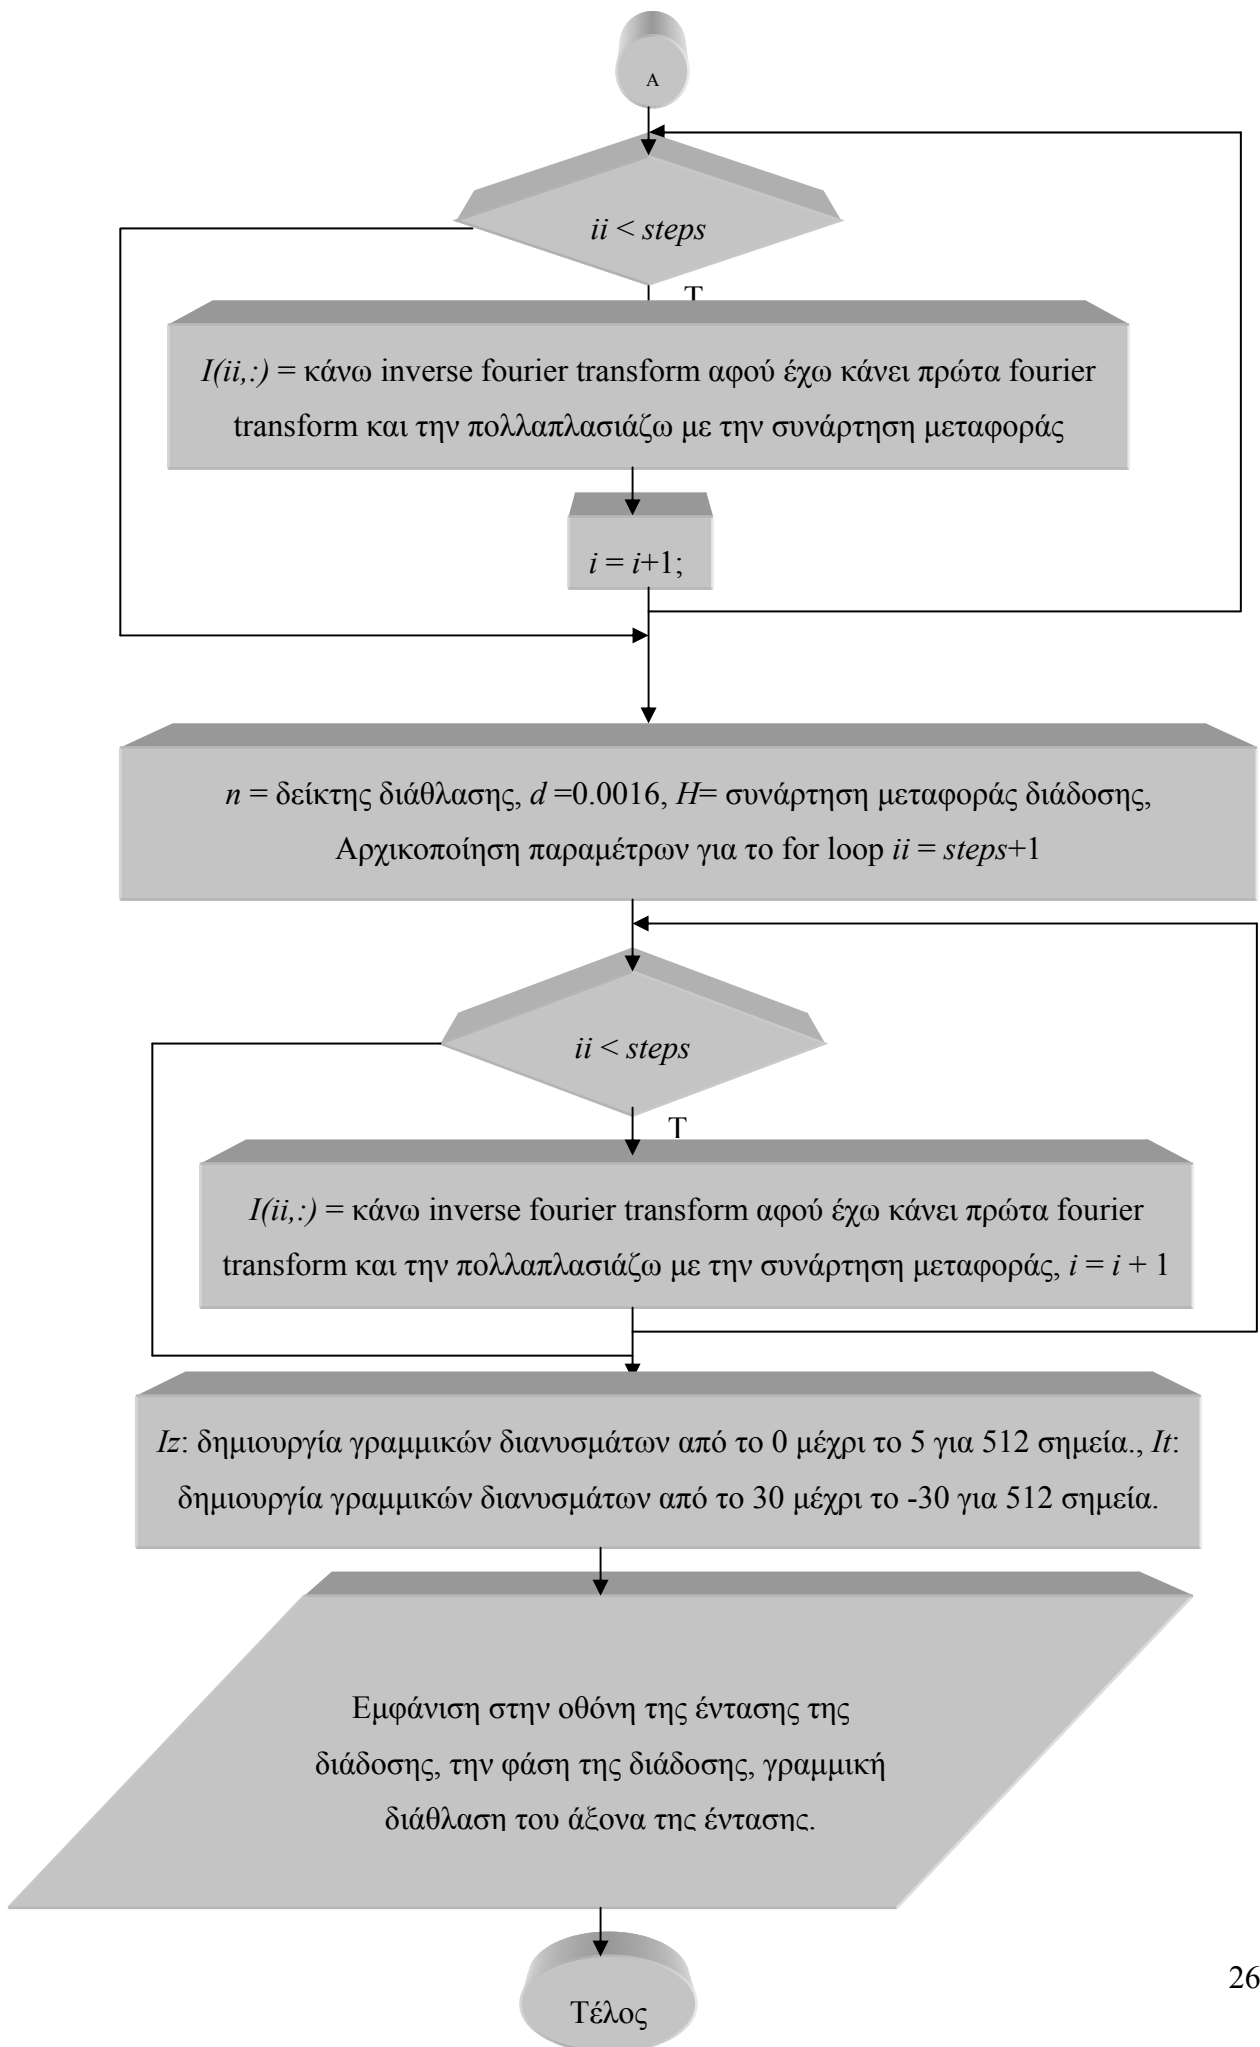 A
ii < steps
T
I(ii,:) = κάνω inverse fourier transform αφού έχω κάνει πρώτα fourier
transform και την πολλαπλασιάζω με την συνάρτηση μεταφοράς
i = i+1;
n = δείκτης διάθλασης, d =0.0016, H= συνάρτηση μεταφοράς διάδοσης,
Αρχικοποίηση παραμέτρων για το for loop ii = steps+1
ii < steps
T
I(ii,:) = κάνω inverse fourier transform αφού έχω κάνει πρώτα fourier
transform και την πολλαπλασιάζω με την συνάρτηση μεταφοράς, i = i + 1
Iz: δημιουργία γραμμικών διανυσμάτων από το 0 μέχρι το 5 για 512 σημεία., It:
δημιουργία γραμμικών διανυσμάτων από το 30 μέχρι το -30 για 512 σημεία.
Εμφάνιση στην οθόνη της έντασης της
διάδοσης, την φάση της διάδοσης, γραμμική
διάθλαση του άξονα της έντασης.
26
Τέλος